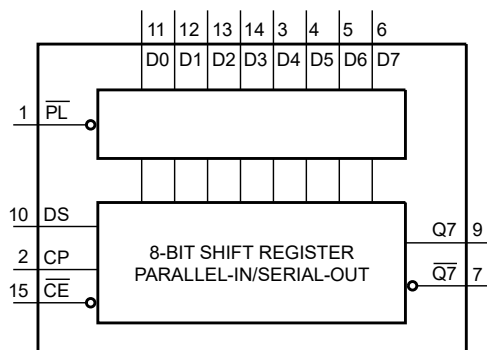 11 12 13 14 3 4 5 6
D0 D1 D2 D3 D4 D5 D6 D7
1 PL
10 DS
2 CP
15 CE
8-BIT SHIFT REGISTER
PARALLEL-IN/SERIAL-OUT
Q7 9
Q7 7